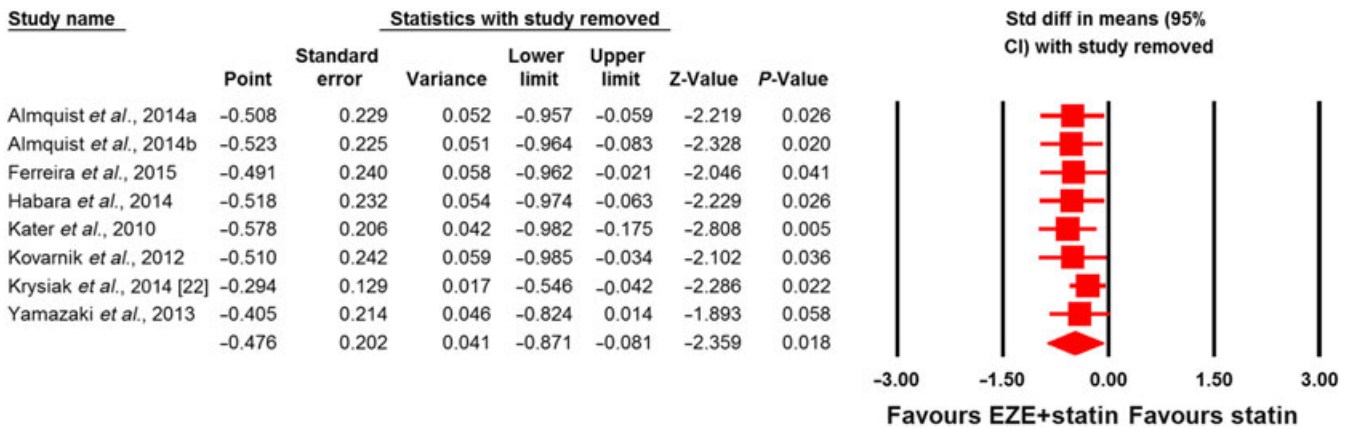 Study name Statistics with study removed Std diff in means (95%
CI) with study removed
Standard Lower Upper
Point error Variance limit limit Z-Value P-Value
Almquist et al., 2014a −0.508 0.229 0.052 −0.957 −0.059 −2.219 0.026
Almquist et al., 2014b −0.523 0.225 0.051 −0.964 −0.083 −2.328 0.020
Ferreira et al., 2015 −0.491 0.240 0.058 −0.962 −0.021 −2.046 0.041
Habara et al., 2014 −0.518 0.232 0.054 −0.974 −0.063 −2.229 0.026
Kater et al., 2010 −0.578 0.206 0.042 −0.982 −0.175 −2.808 0.005
Kovarnik et al., 2012 −0.510 0.242 0.059 −0.985 −0.034 −2.102 0.036
Krysiak et al., 2014 [22] −0.294 0.129 0.017 −0.546 −0.042 −2.286 0.022
Yamazaki et al., 2013 −0.405 0.214 0.046 −0.824 0.014 −1.893 0.058
−0.476 0.202 0.041 −0.871 −0.081 −2.359 0.018
−3.00 −1.50 0.00 1.50 3.00
Favours EZE+statin Favours statin